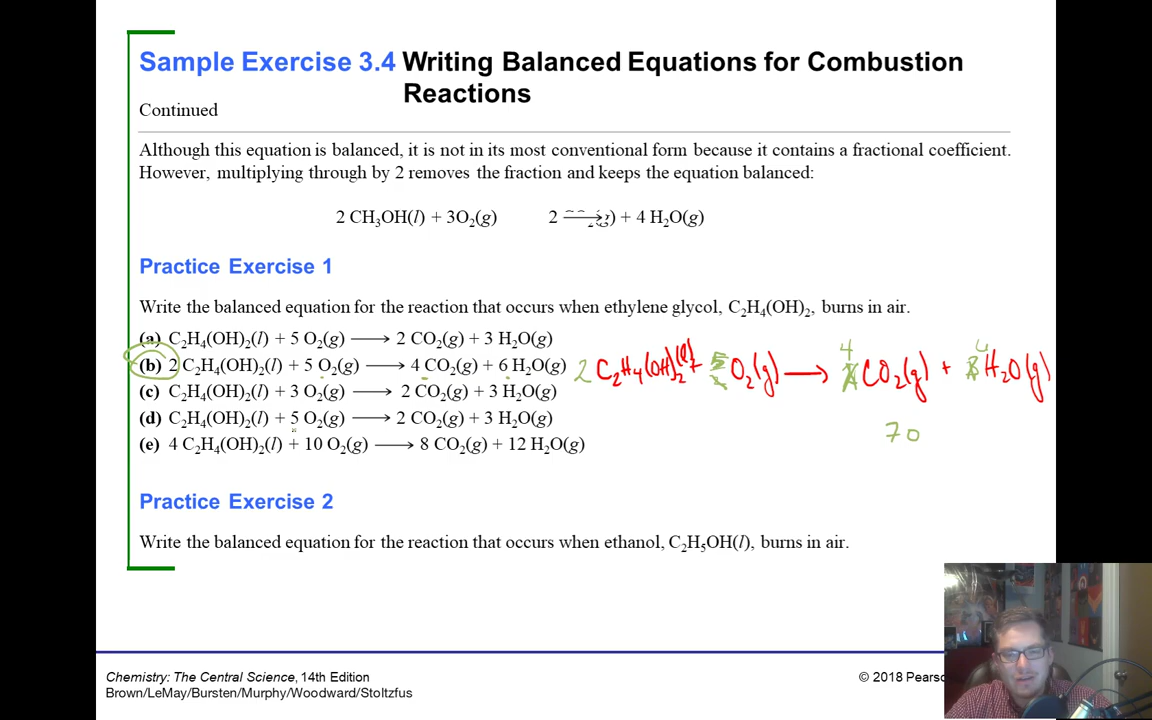 Sample Exercise 3.4 Writing Balanced Equations for Combustion
Reactions
Continued
Although this equation is balanced, it is not in its most conventional form because it contains a fractional coefficient.
However, multiplying through by 2 removes the fraction and keeps the equation balanced:
2 CH₃OH(l) + 3O₂(g) 2 ⟶ ) + 4 H₂O(g)
Practice Exercise 1
Write the balanced equation for the reaction that occurs when ethylene glycol, C₂H₄(OH)₂, burns in air.
(a) C₂H₄(OH)₂(l) + 5 O₂(g) ⟶ 2 CO₂(g) + 3 H₂O(g)
(b) 2 C₂H₄(OH)₂(l) + 5 O₂(g) ⟶ 4 CO₂(g) + 6 H₂O(g)
2 C₂H₄(OH)₂(l) + O₂(g) ⟶ 4 CO₂(g) + H₂O(g)
7 O
(c) C₂H₄(OH)₂(l) + 3 O₂(g) ⟶ 2 CO₂(g) + 3 H₂O(g)
(d) C₂H₄(OH)₂(l) + 5 O₂(g) ⟶ 2 CO₂(g) + 3 H₂O(g)
(e) 4 C₂H₄(OH)₂(l) + 10 O₂(g) ⟶ 8 CO₂(g) + 12 H₂O(g)
Practice Exercise 2
Write the balanced equation for the reaction that occurs when ethanol, C₂H₅OH(l), burns in air.
Chemistry: The Central Science, 14th Edition
Brown/LeMay/Bursten/Murphy/Woodward/Stoltzfus
© 2018 Pears